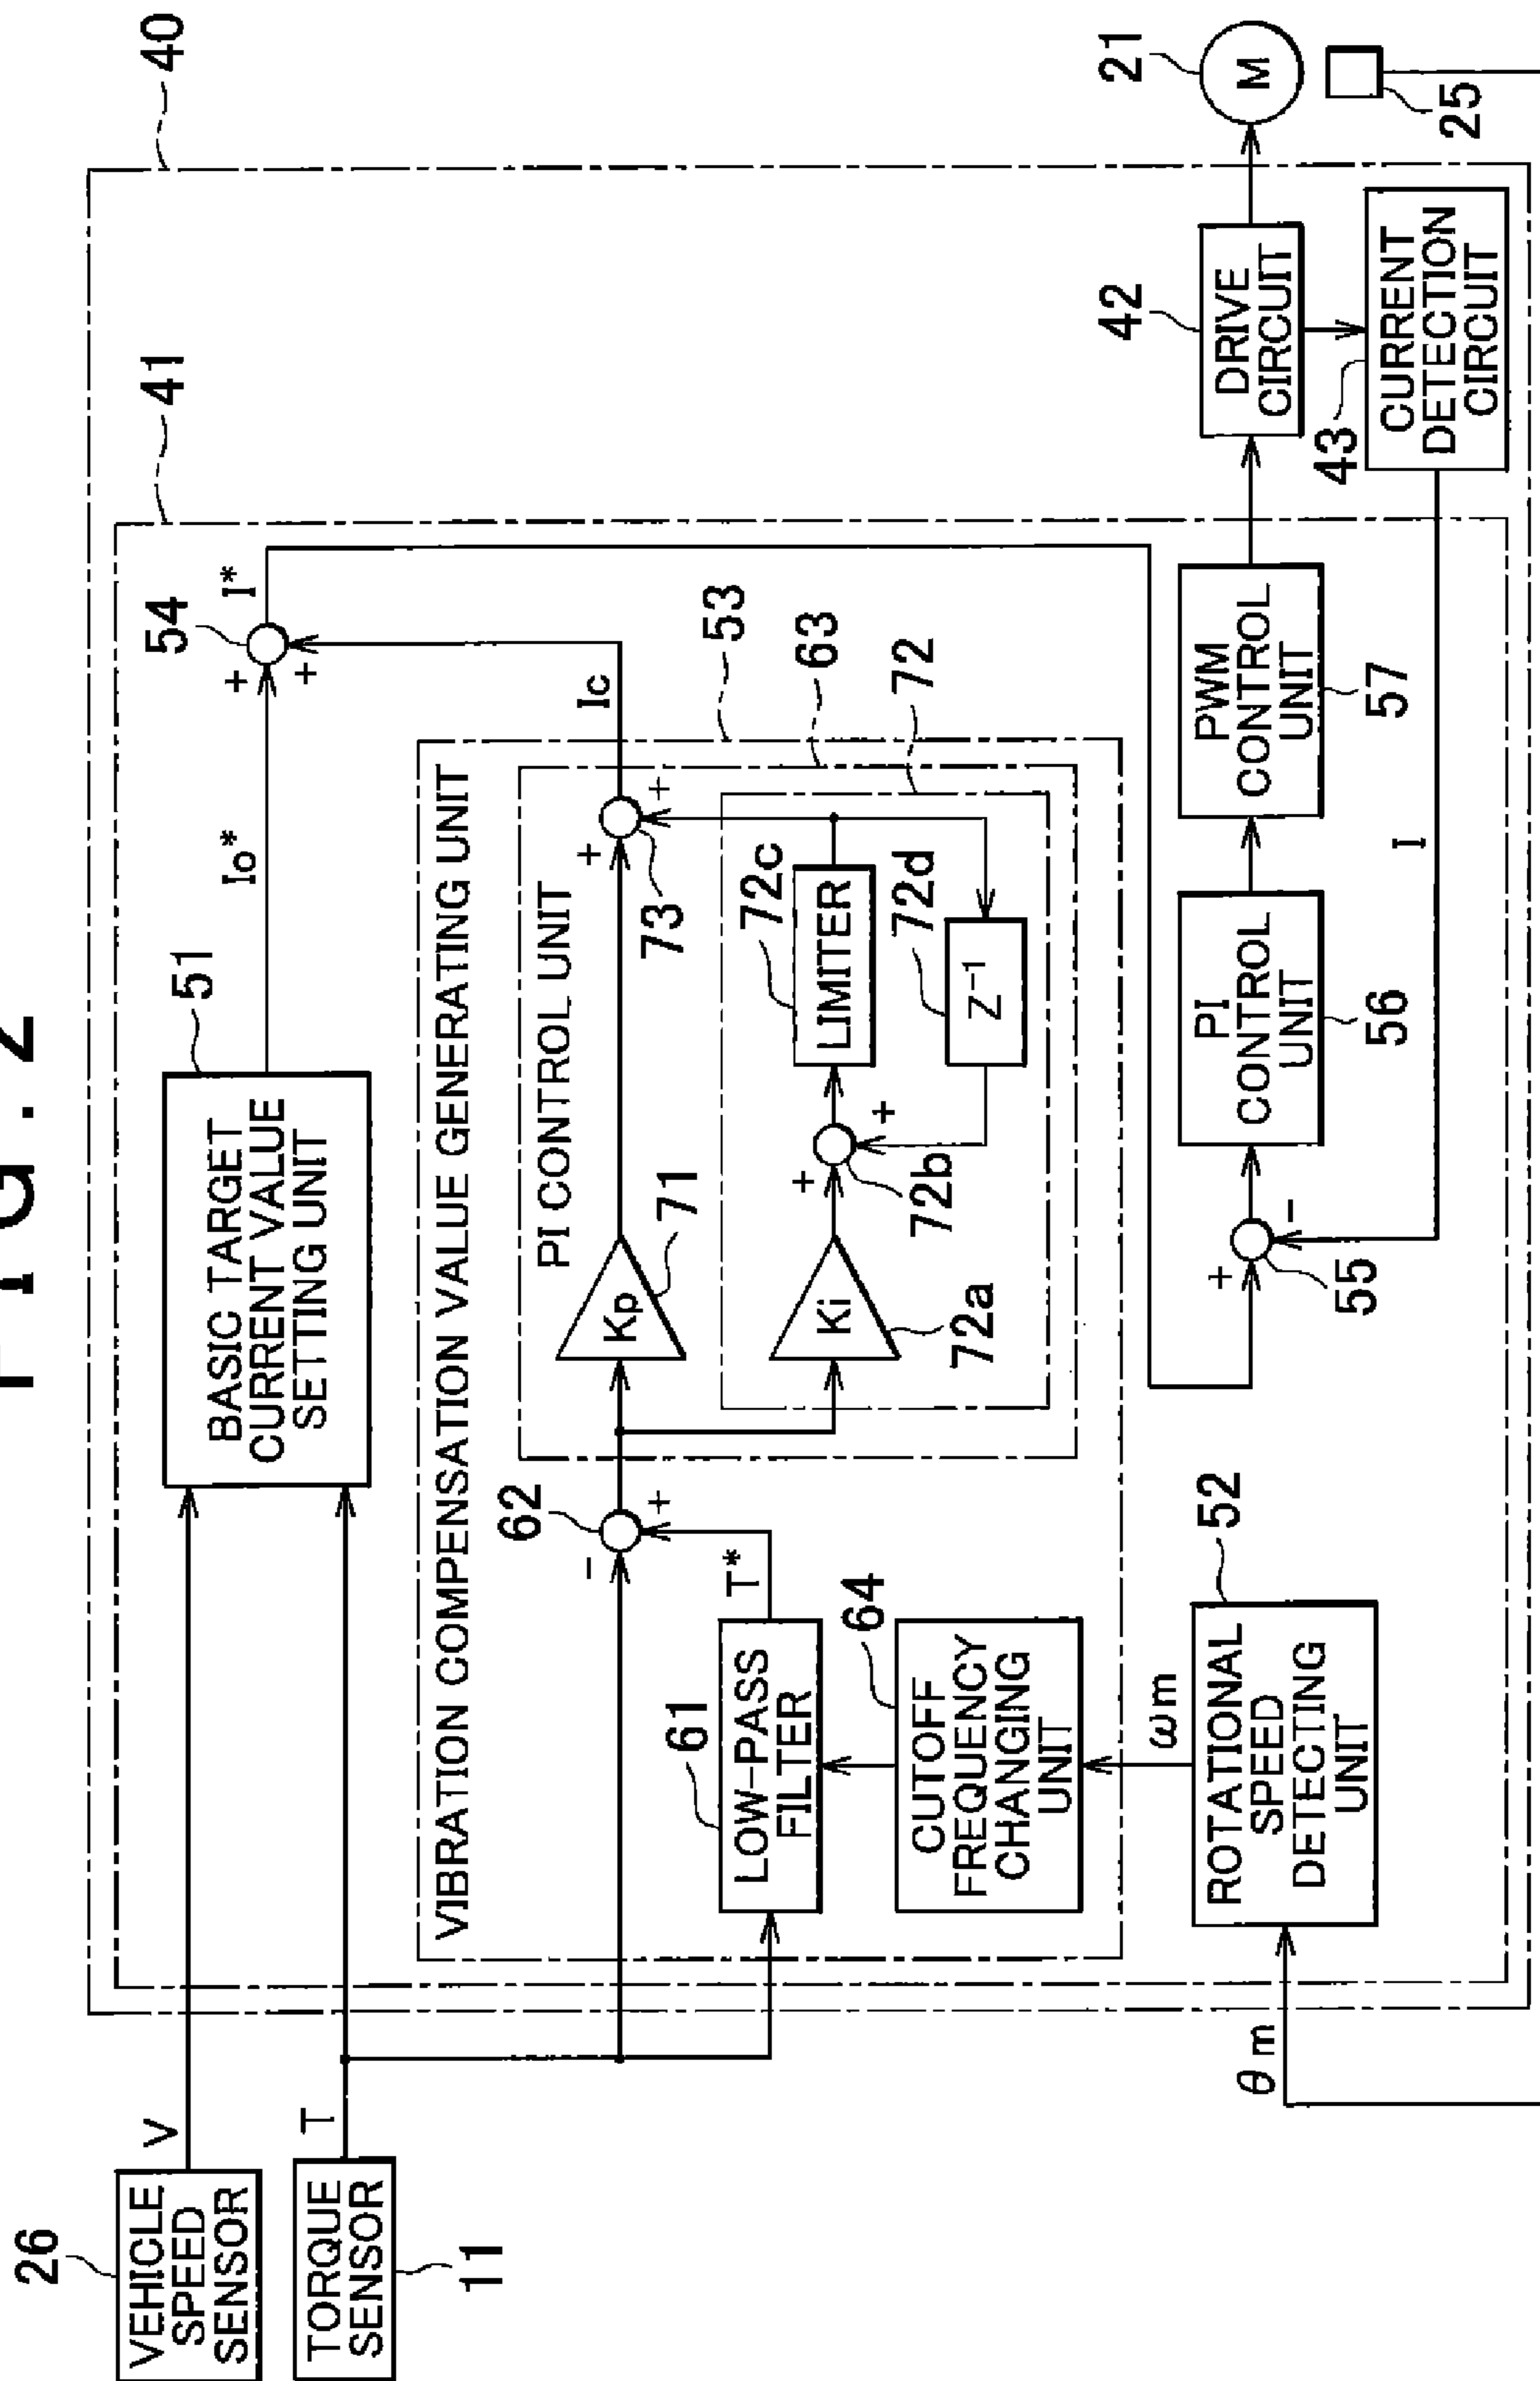 FIG. 2
26
VEHICLE
SPEED
SENSOR
V
TORQUE
SENSOR
T
11
40
41
51
BASIC TARGET
CURRENT VALUE
SETTING UNIT
Io*
54
+
+
I*
VIBRATION COMPENSATION VALUE GENERATING UNIT
53
PI CONTROL UNIT
63
72
Ic
62
-
+
T*
Kp
71
+
+
73
Ki
72a
+
+
72b
LIMITER
72c
Z⁻¹
72d
61
LOW-PASS
FILTER
64
CUTOFF
FREQUENCY
CHANGING
UNIT
ωm
52
ROTATIONAL
SPEED
DETECTING
UNIT
θm
+
-
55
PI
CONTROL
UNIT
56
PWM
CONTROL
UNIT
57
I
42
DRIVE
CIRCUIT
43
CURRENT
DETECTION
CIRCUIT
21
M
25